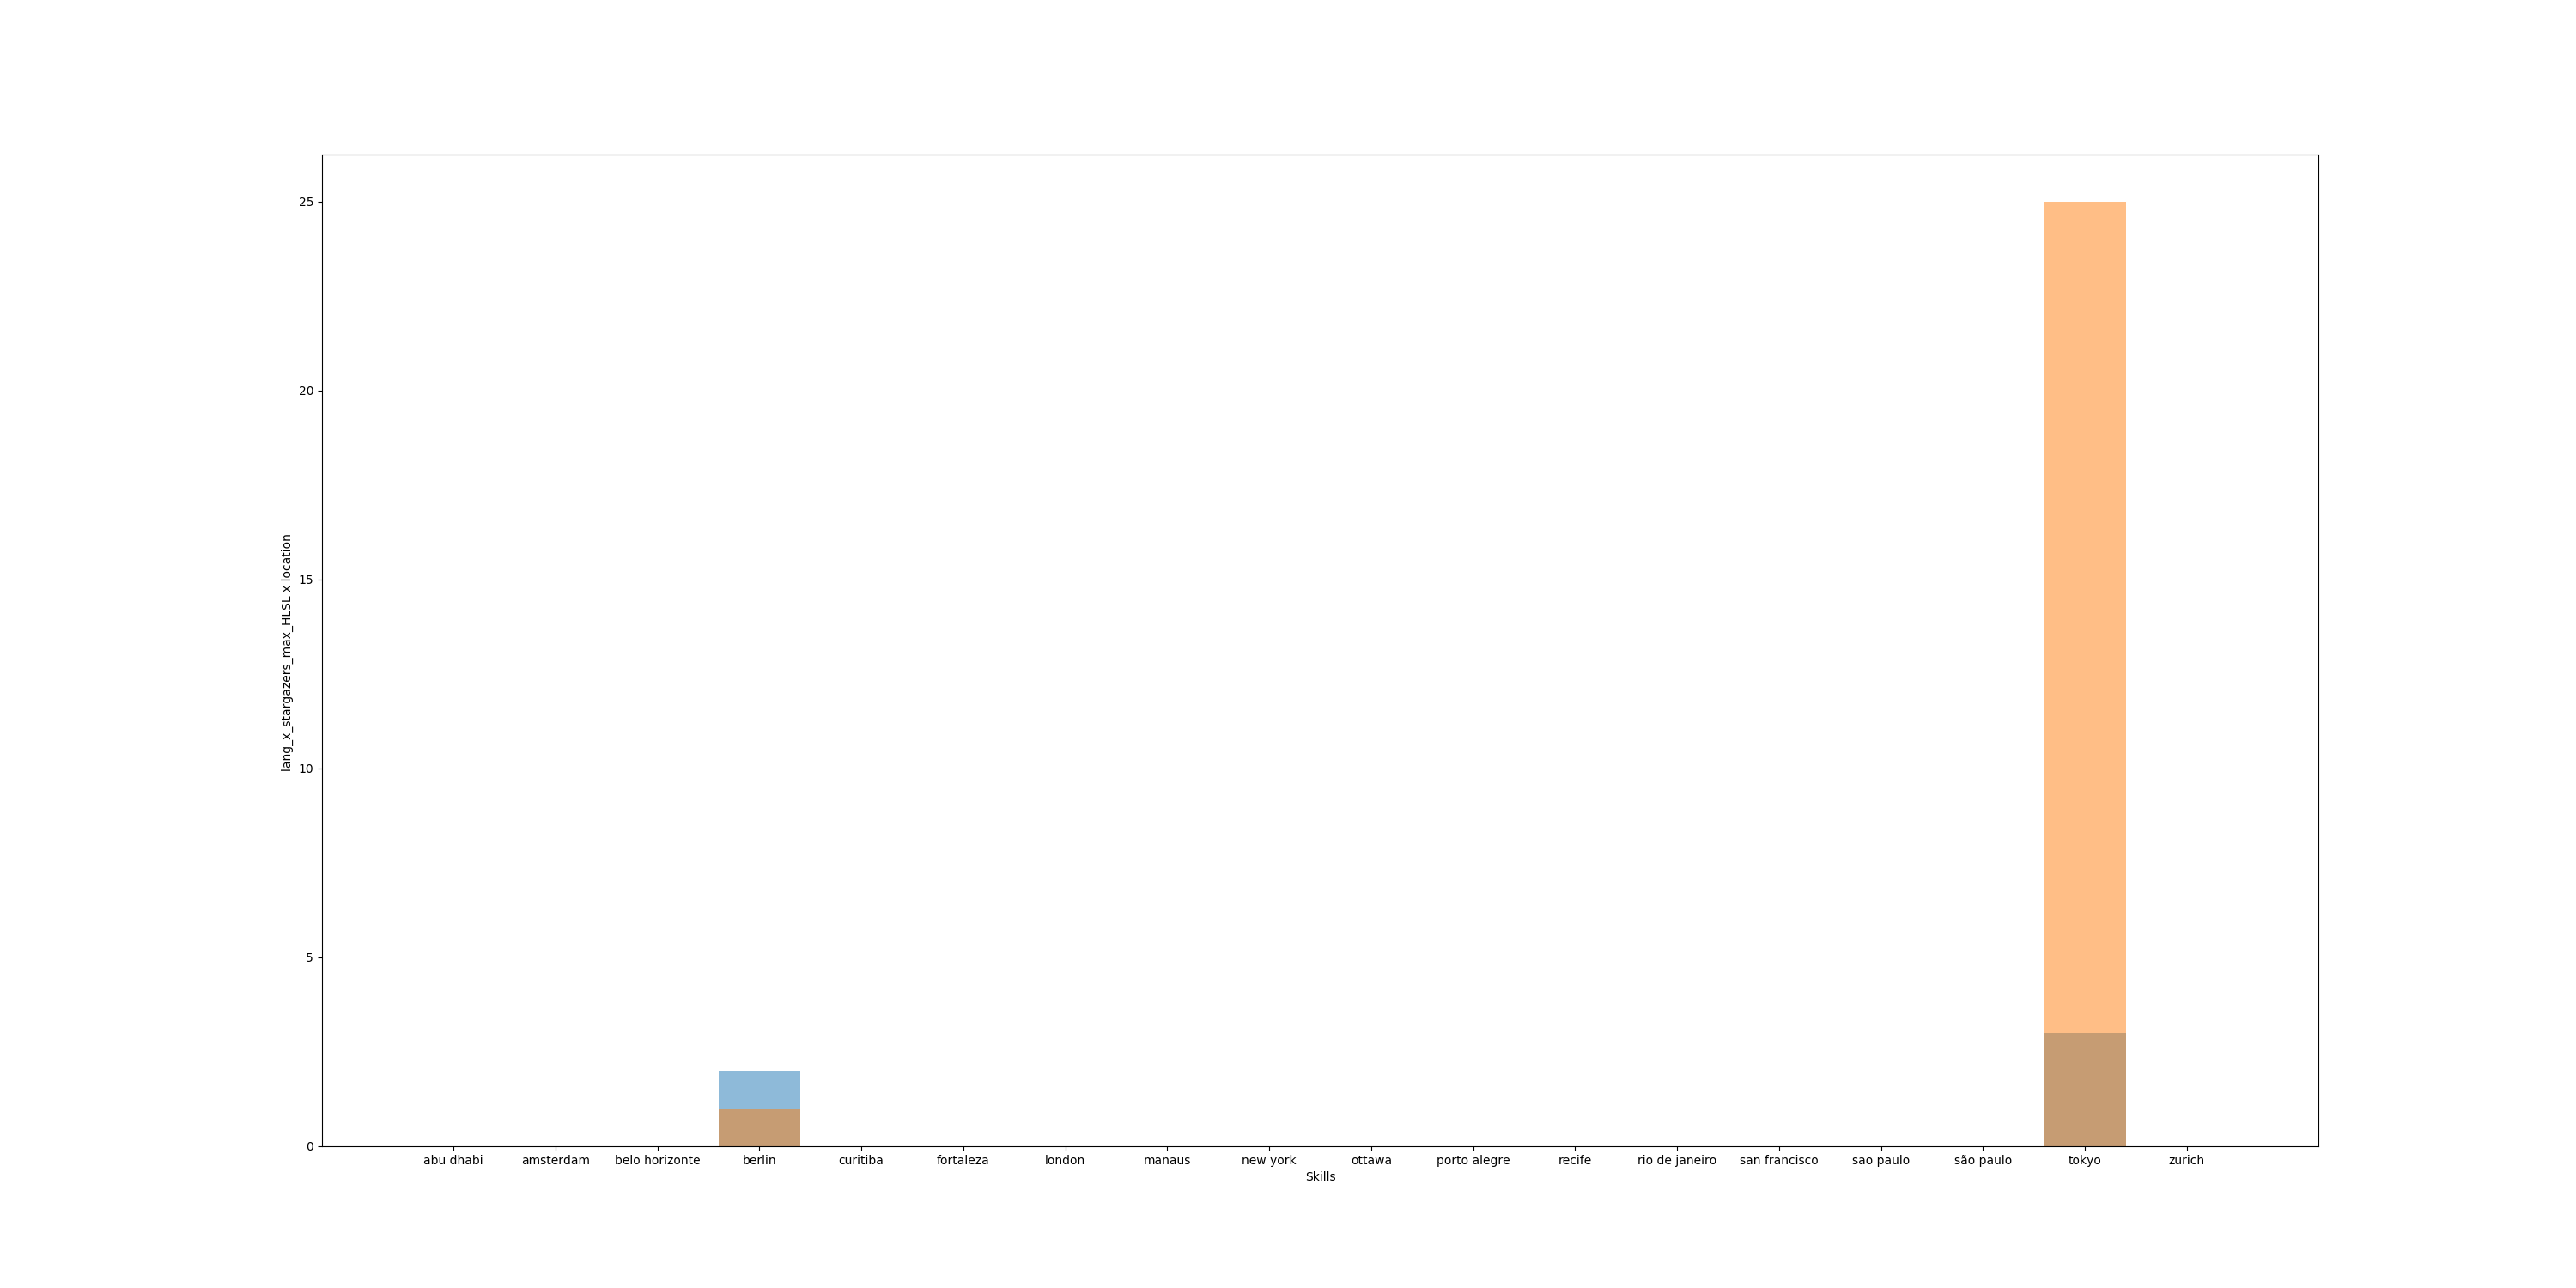 25
20
15
10
5
0
lang_x_stargazers_max_HLSL x location
abu dhabi amsterdam belo horizonte berlin curitiba fortaleza london manaus new york ottawa porto alegre recife rio de janeiro san francisco sao paulo são paulo tokyo zurich
Skills